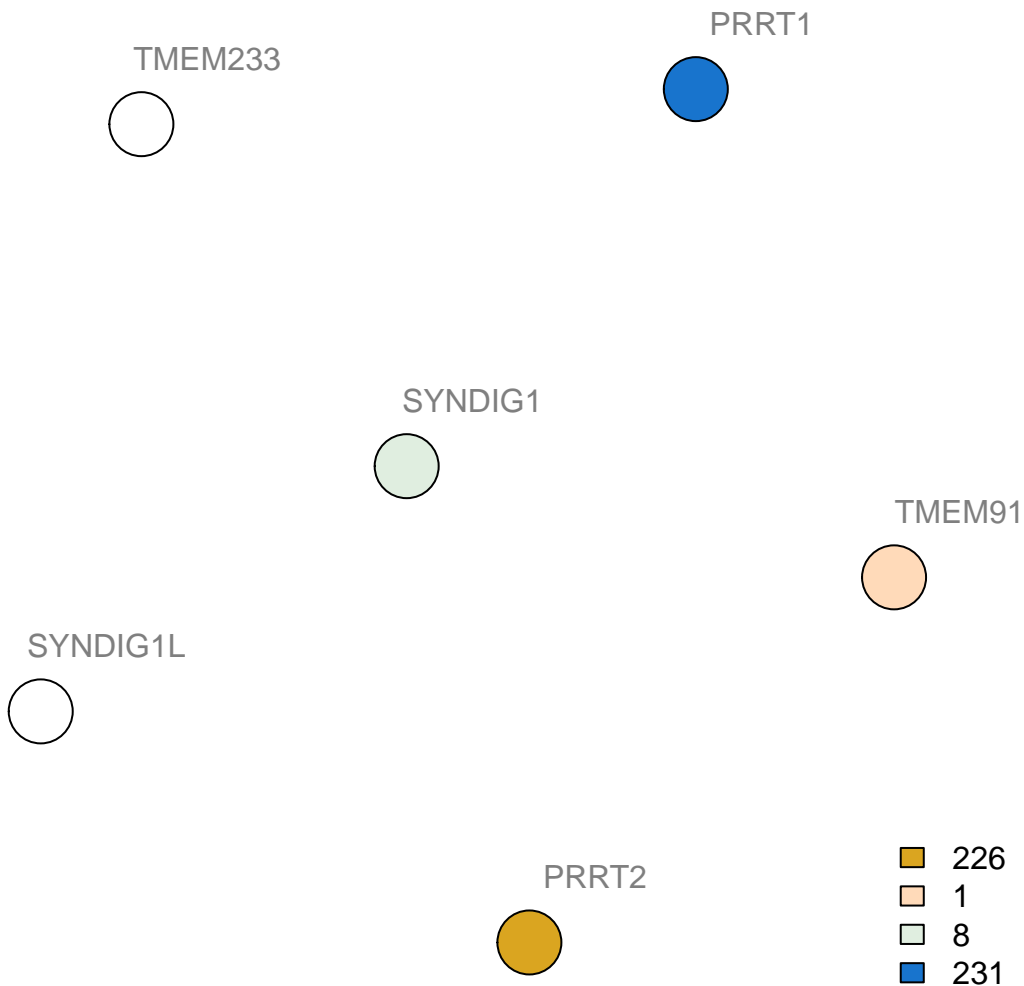 PRRT1
TMEM233
SYNDIG1
TMEM91
SYNDIG1L
PRRT2
226
1
8
231